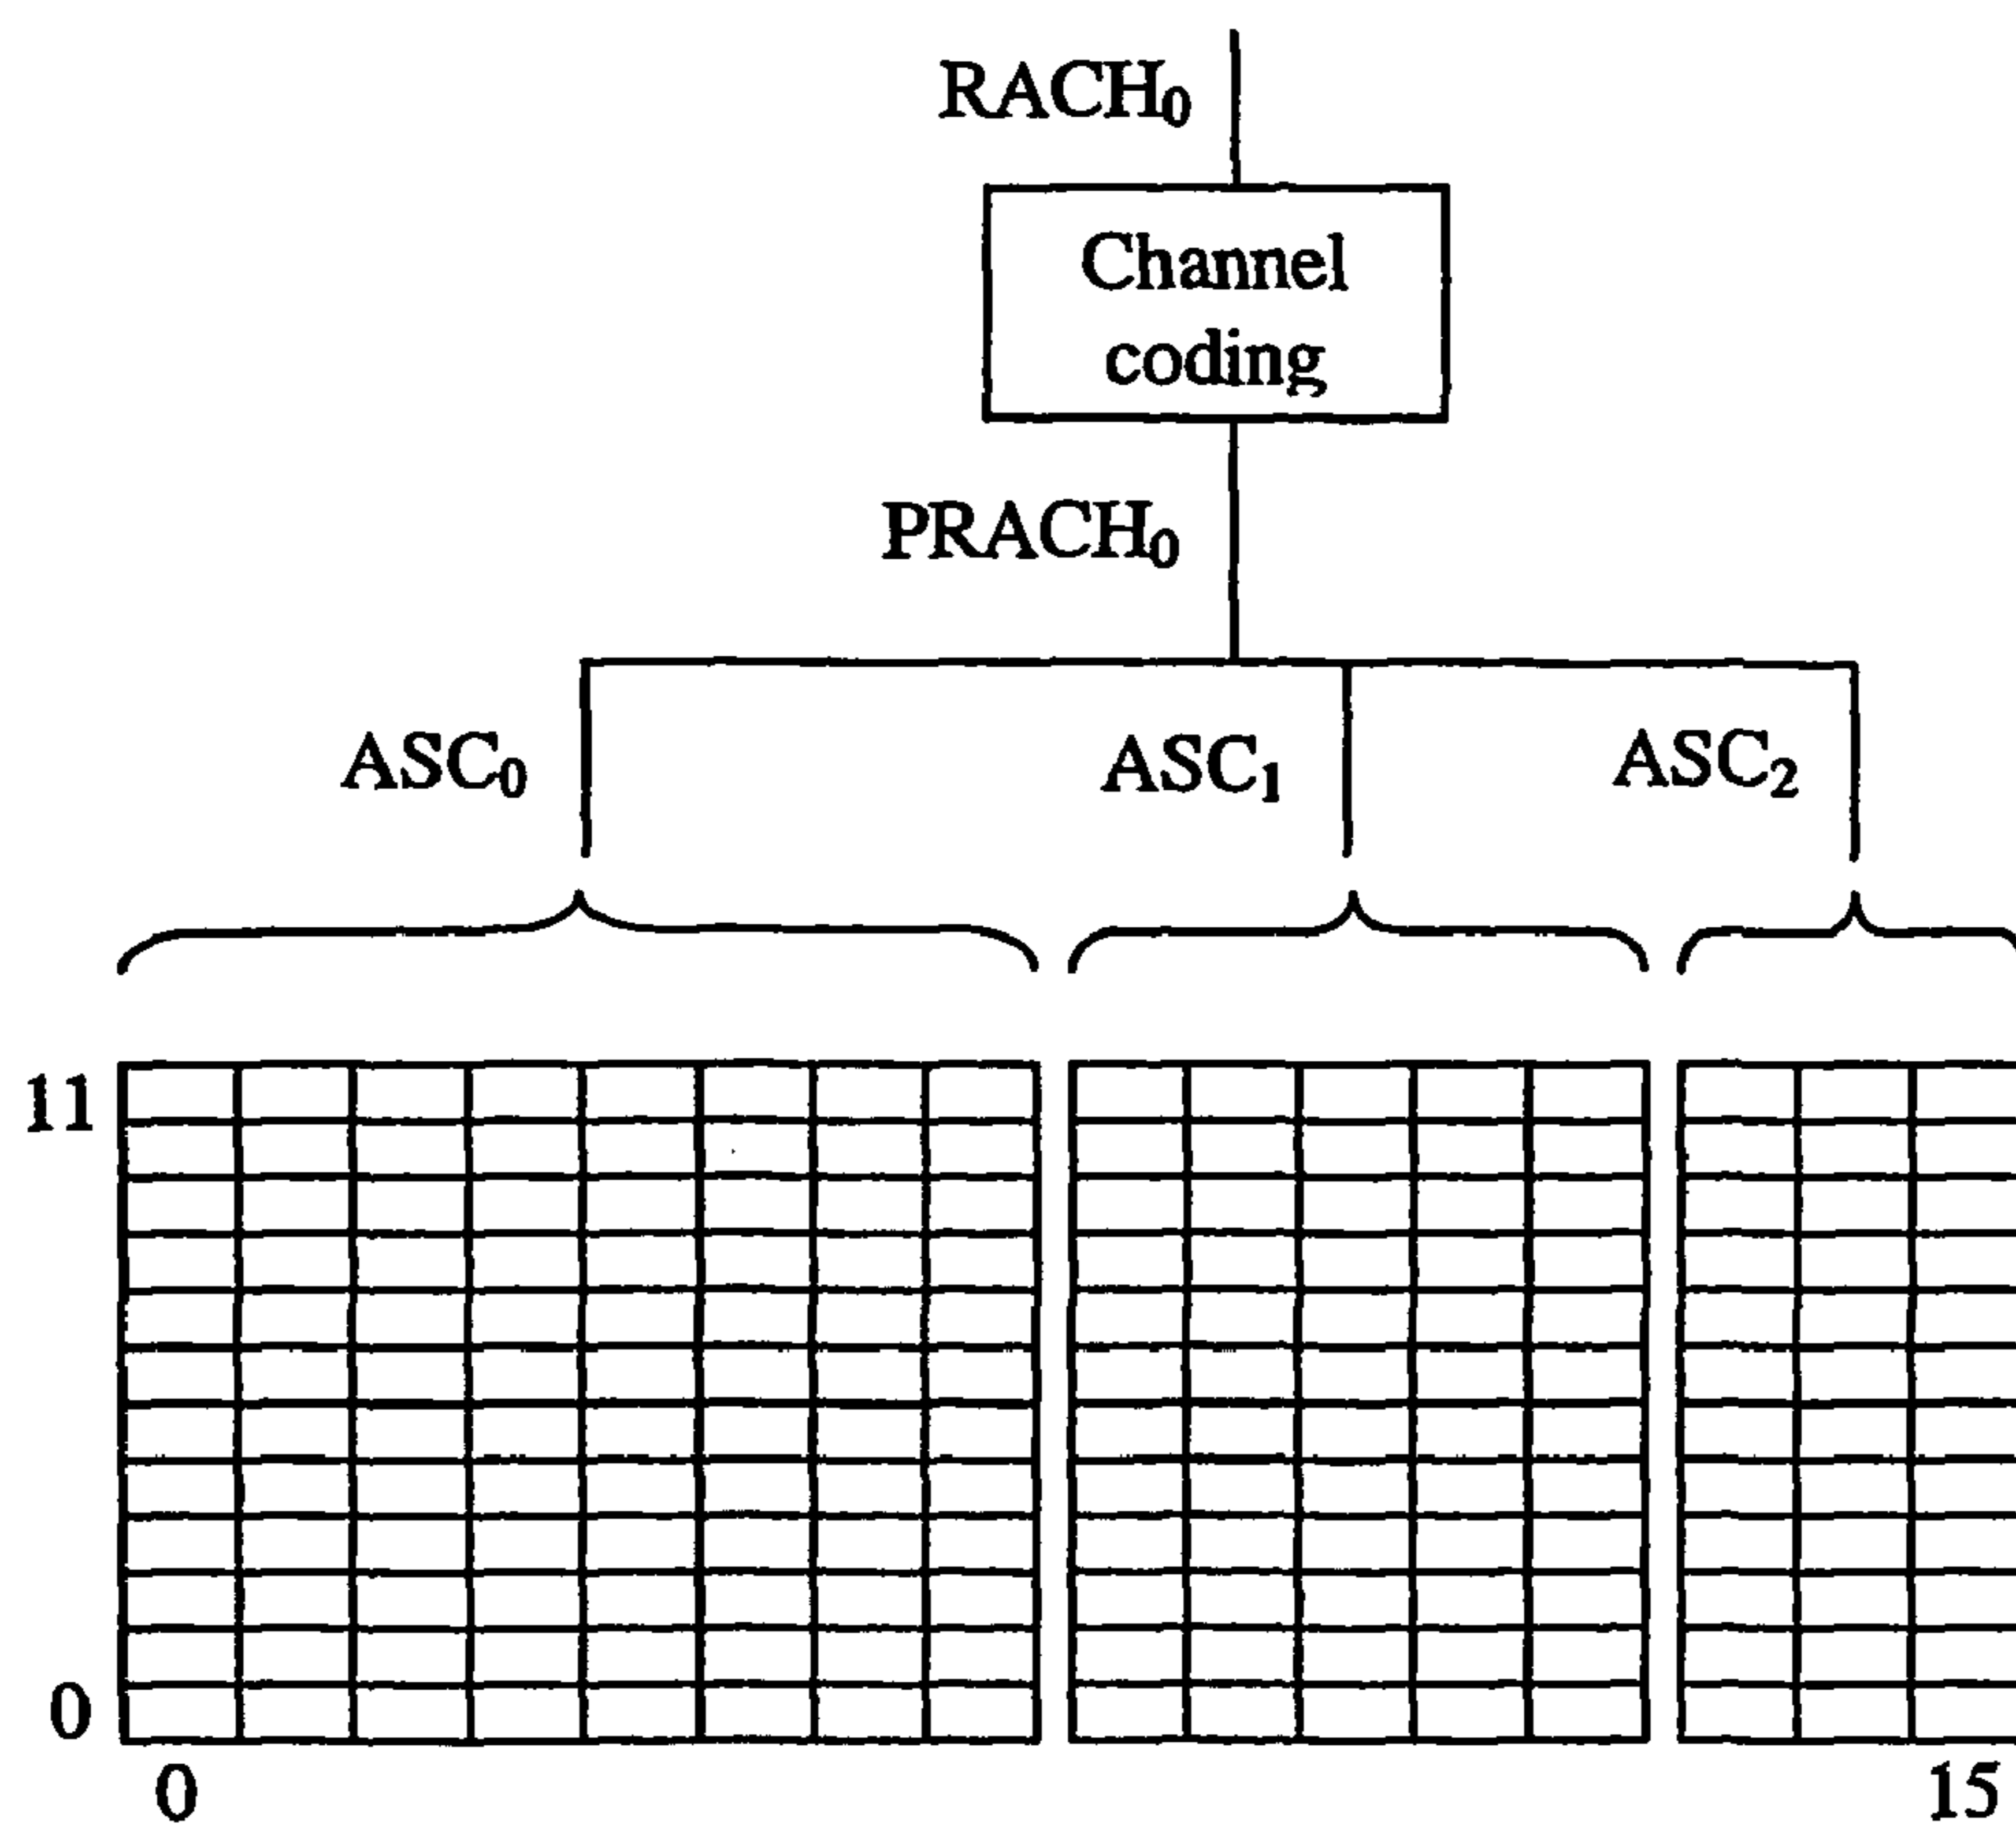 RACH₀
Channel
coding
PRACH₀
ASC₀
ASC₁
ASC₂
11
0
0
15